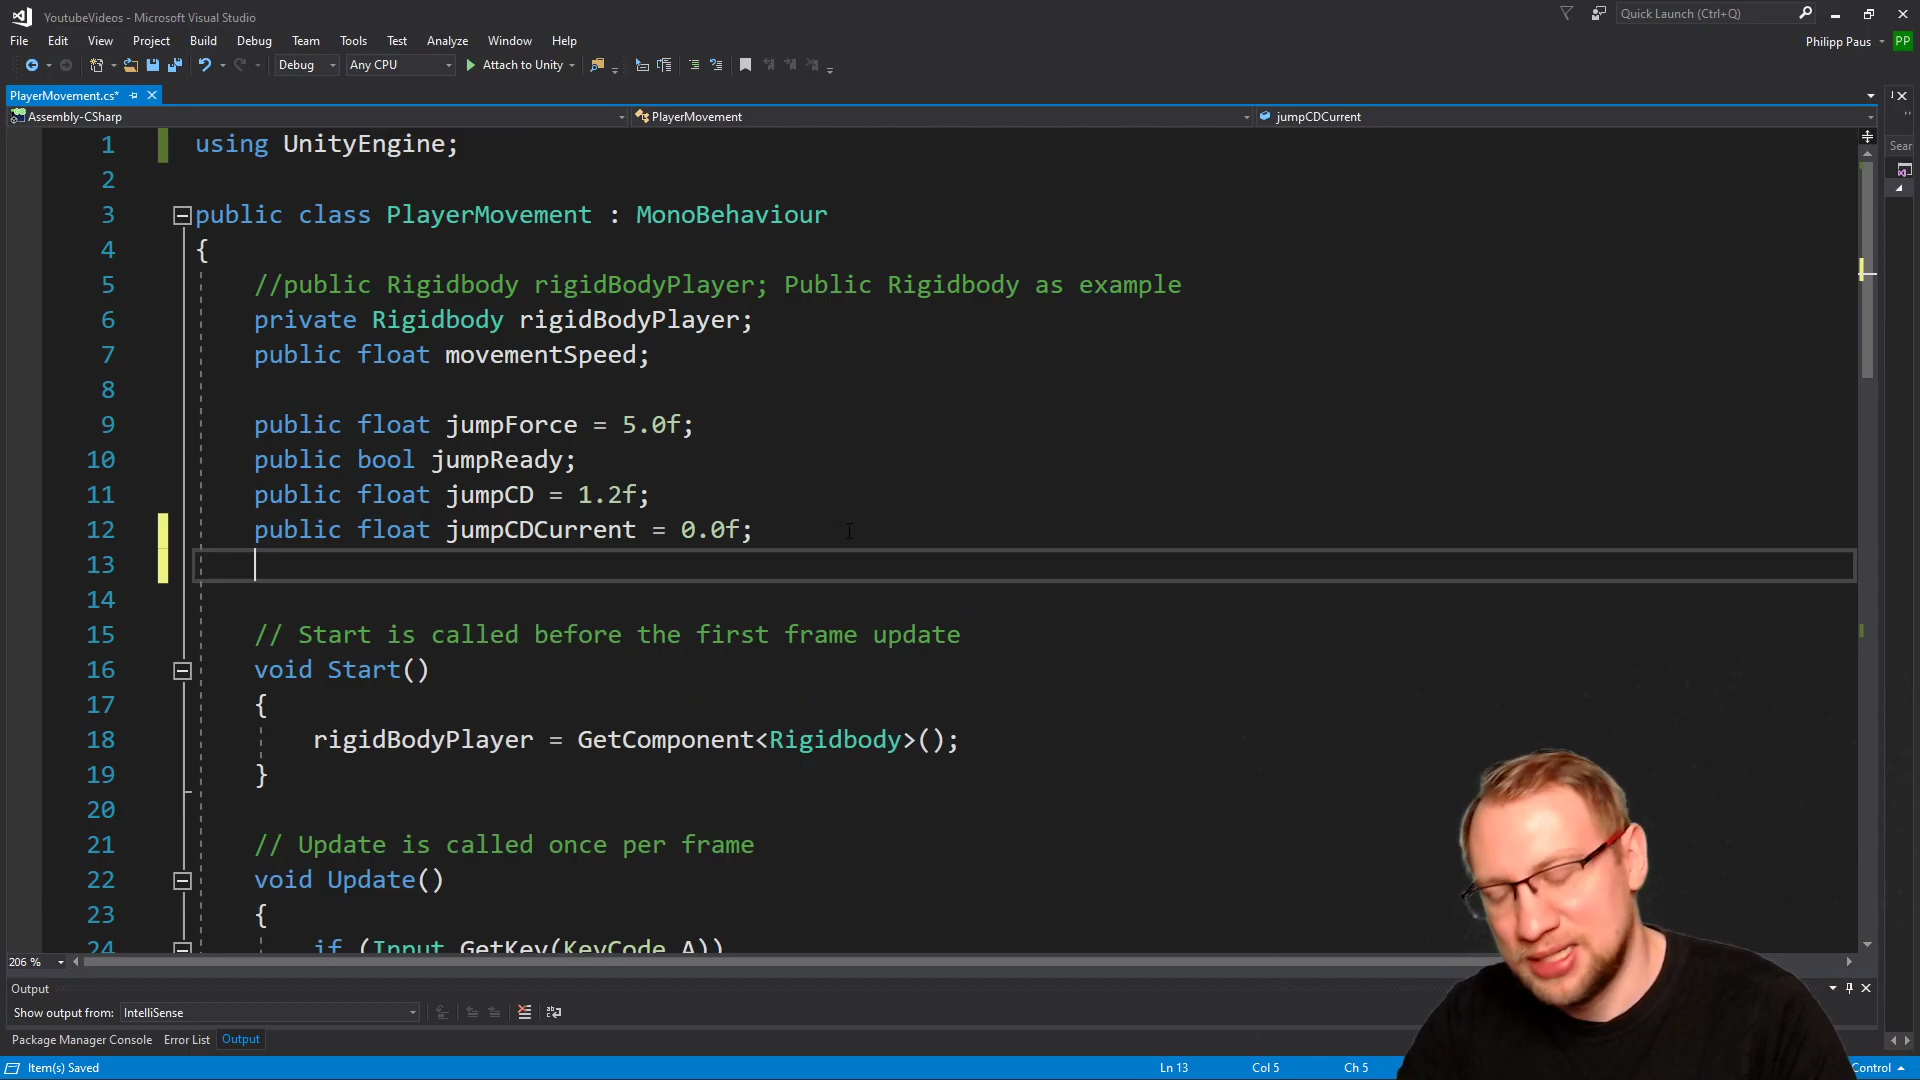 YoutubeVideos - Microsoft Visual Studio
Quick Launch (Ctrl+Q)
File Edit View Project Build Debug Team Tools Test Analyze Window Help
Philipp Paus PP
Debug Any CPU Attach to Unity
PlayerMovement.cs*
Assembly-CSharp PlayerMovement jumpCDCurrent
Sear
1 using UnityEngine;
2
3 public class PlayerMovement : MonoBehaviour
4 {
5 //public Rigidbody rigidBodyPlayer; Public Rigidbody as example
6 private Rigidbody rigidBodyPlayer;
7 public float movementSpeed;
8
9 public float jumpForce = 5.0f;
10 public bool jumpReady;
11 public float jumpCD = 1.2f;
12 public float jumpCDCurrent = 0.0f;
13
14
15 // Start is called before the first frame update
16 void Start()
17 {
18 rigidBodyPlayer = GetComponent<Rigidbody>();
19 }
20
21 // Update is called once per frame
22 void Update()
23 {
24 if (Input.GetKey(KeyCode.A))
206 %
Output
Show output from: IntelliSense
Package Manager Console Error List Output
Item(s) Saved Ln 13 Col 5 Ch 5 Control